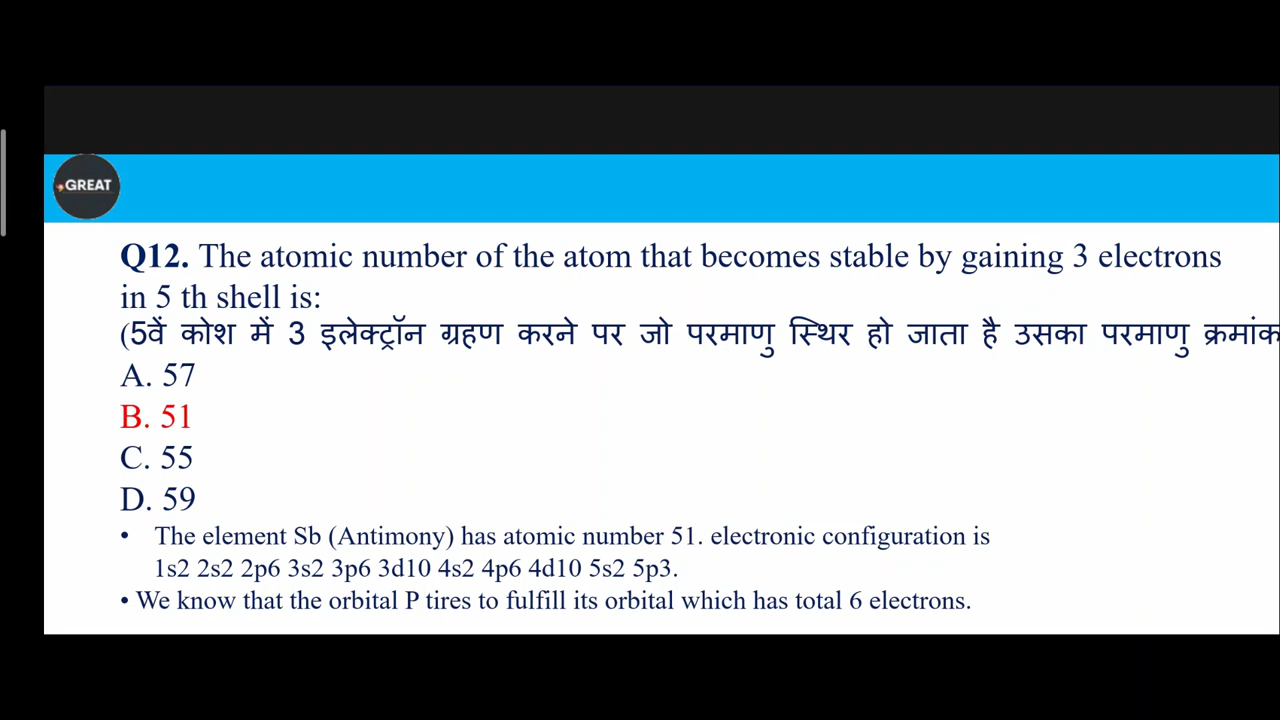 GREAT
Q12. The atomic number of the atom that becomes stable by gaining 3 electrons
in 5 th shell is:
(5वें कोश में 3 इलेक्ट्रॉन ग्रहण करने पर जो परमाणु स्थिर हो जाता है उसका परमाणु क्रमांक
A. 57
B. 51
C. 55
D. 59
• The element Sb (Antimony) has atomic number 51. electronic configuration is
1s2 2s2 2p6 3s2 3p6 3d10 4s2 4p6 4d10 5s2 5p3.
• We know that the orbital P tires to fulfill its orbital which has total 6 electrons.